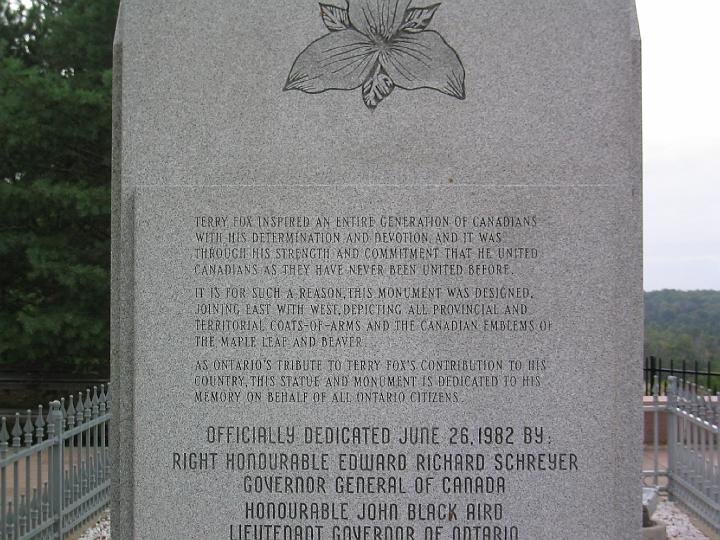 TERRY FOX INSPIRED AN ENTIRE GENERATION OF CANADIANS
WITH HIS DETERMINATION AND DEVOTION, AND IT WAS
THROUGH HIS STRENGTH AND COMMITMENT THAT HE UNITED
CANADIANS AS THEY HAVE NEVER BEEN UNITED BEFORE.
IT IS FOR SUCH A REASON, THIS MONUMENT WAS DESIGNED,
JOINING EAST WITH WEST, DEPICTING ALL PROVINCIAL AND
TERRITORIAL COATS-OF-ARMS AND THE CANADIAN EMBLEMS OF
THE MAPLE LEAF AND BEAVER.
AS ONTARIO'S TRIBUTE TO TERRY FOX'S CONTRIBUTION TO HIS
COUNTRY, THIS STATUE AND MONUMENT IS DEDICATED TO HIS
MEMORY ON BEHALF OF ALL ONTARIO CITIZENS.
OFFICIALLY DEDICATED JUNE 26, 1982 BY:
RIGHT HONOURABLE EDWARD RICHARD SCHREYER
GOVERNOR GENERAL OF CANADA
HONOURABLE JOHN BLACK AIRD
LIEUTENANT GOVERNOR OF ONTARIO